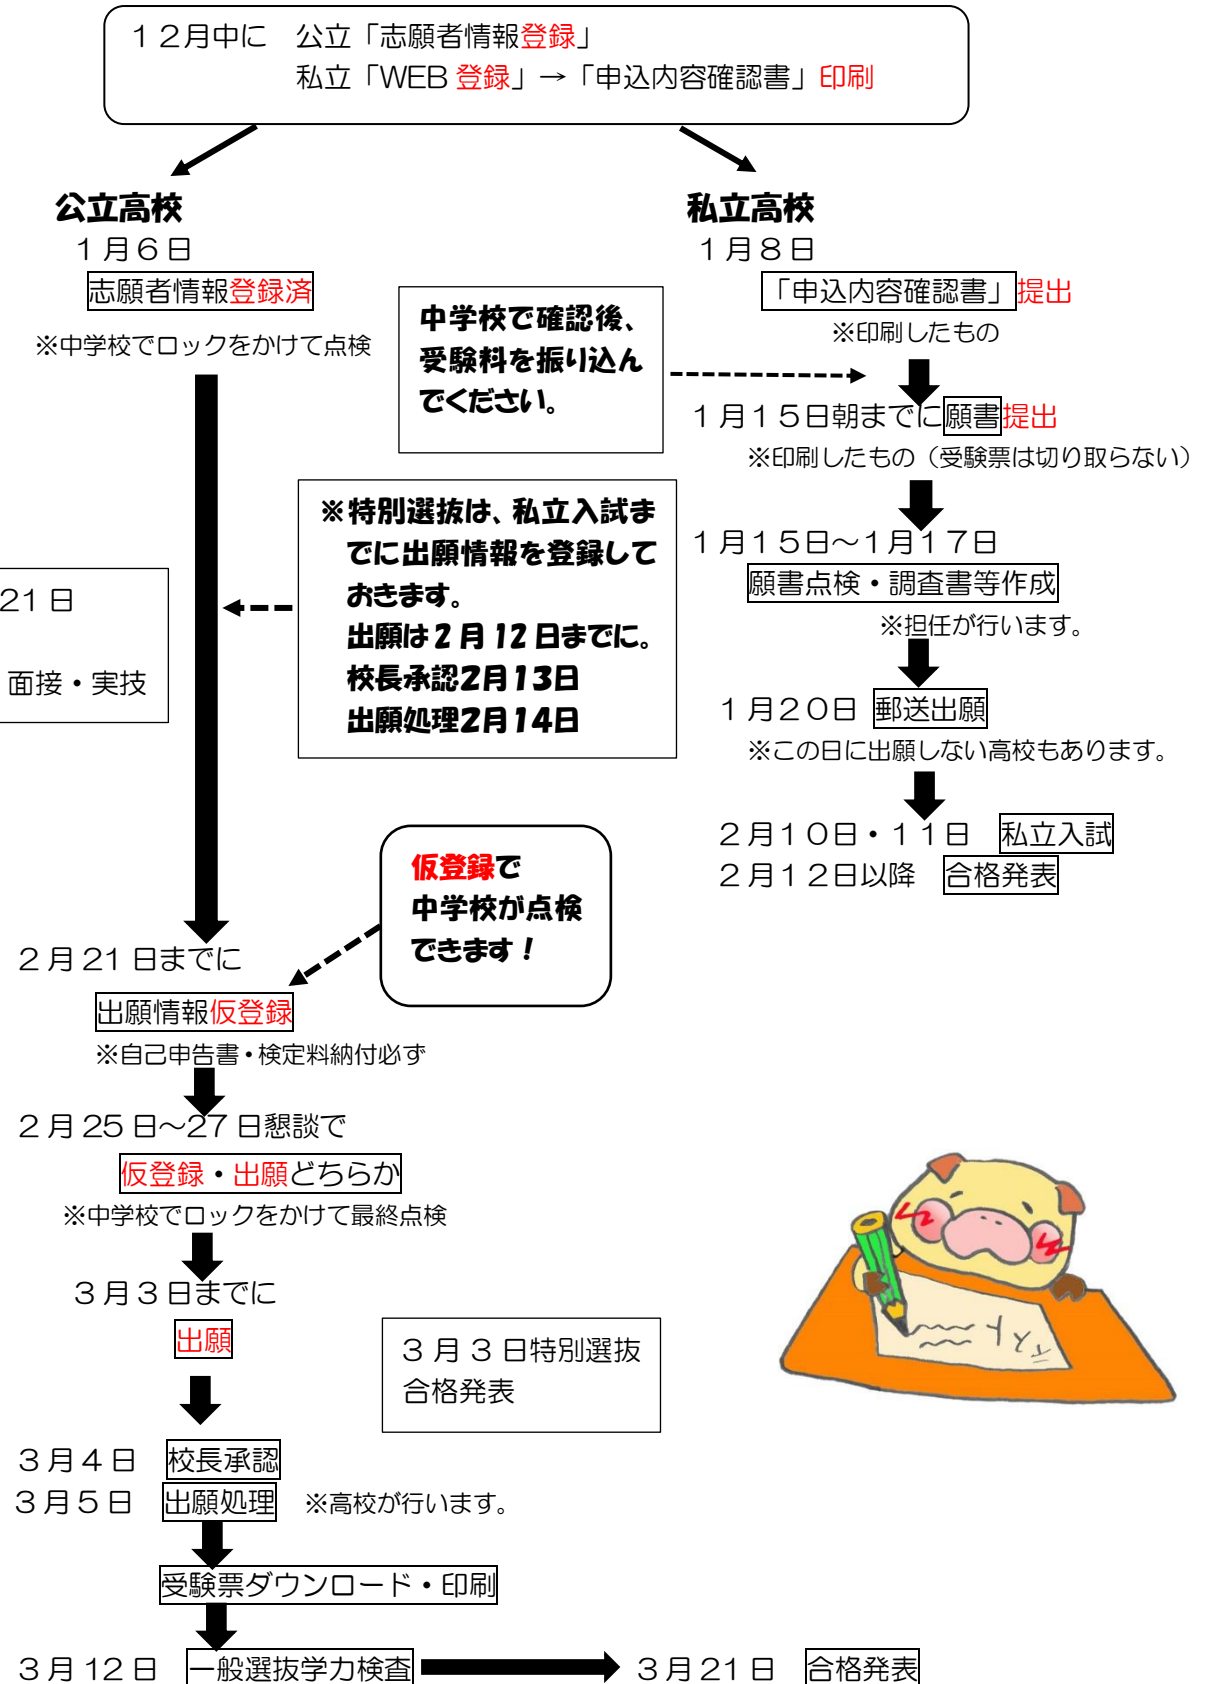 １２月中に　公立「志願者情報登録」
私立「WEB 登録」→「申込内容確認書」印刷
公立高校
１月６日
志願者情報登録済
※中学校でロックをかけて点検
私立高校
１月８日
「申込内容確認書」提出
※印刷したもの
中学校で確認後、
受験料を振り込ん
でください。
１月１５日朝までに願書提出
※印刷したもの（受験票は切り取らない）
※特別選抜は、私立入試ま
でに出願情報を登録して
おきます。
出願は２月 12 日までに。
校長承認2月13日
出願処理2月14日
１月１５日～１月１７日
願書点検・調査書等作成
※担任が行います。
21 日
面接・実技
１月２０日 郵送出願
※この日に出願しない高校もあります。
２月１０日・１１日　私立入試
２月１２日以降　合格発表
仮登録で
中学校が点検
できます！
２月 21 日までに
出願情報仮登録
※自己申告書・検定料納付必ず
２月 25 日～27 日懇談で
仮登録・出願どちらか
※中学校でロックをかけて最終点検
３月３日までに
出願
３月３日特別選抜
合格発表
３月４日　校長承認
３月５日　出願処理　※高校が行います。
受験票ダウンロード・印刷
３月 12 日　一般選抜学力検査
３月 21 日　合格発表